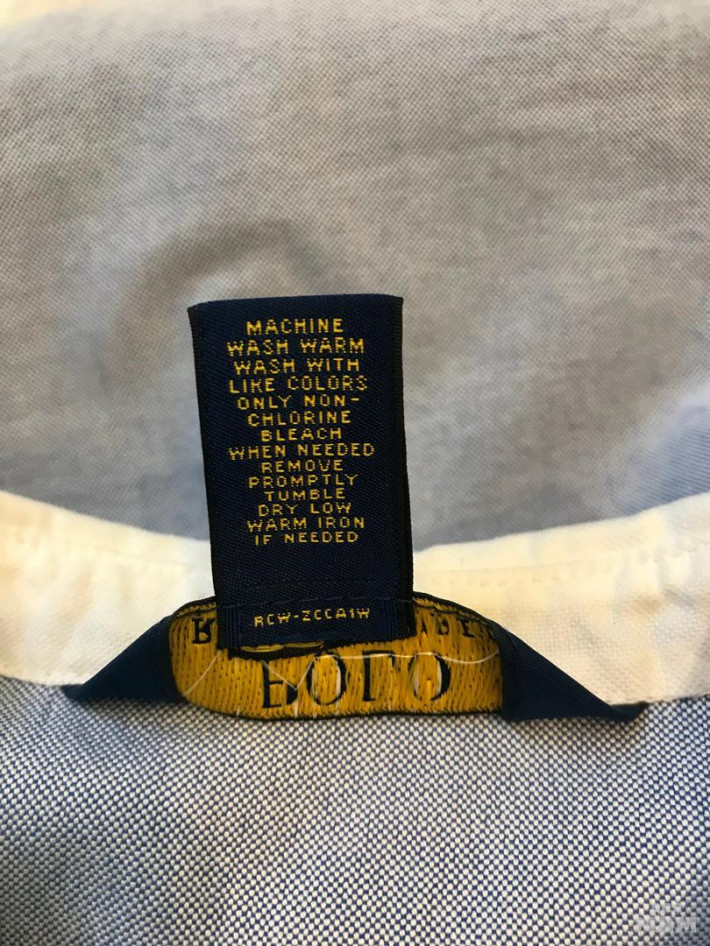 MACHINE
WASH WARM
WASH WITH
LIKE COLORS
ONLY NON-
CHLORINE
BLEACH
WHEN NEEDED
REMOVE
PROMPTLY
TUMBLE
DRY LOW
WARM IRON
IF NEEDED
RCW-ZCCA1W
POLO